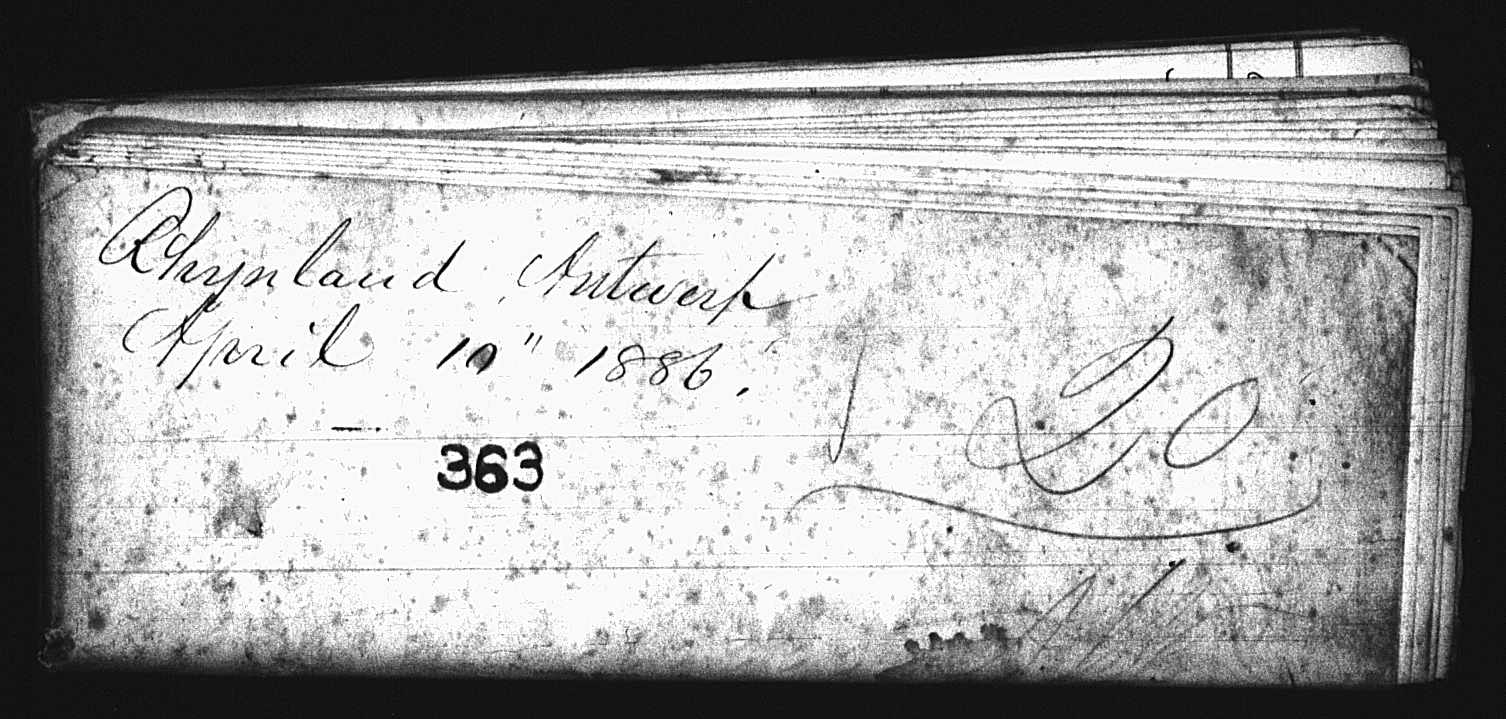 Rhynland Antwerp
April 10" 1886.
363
20